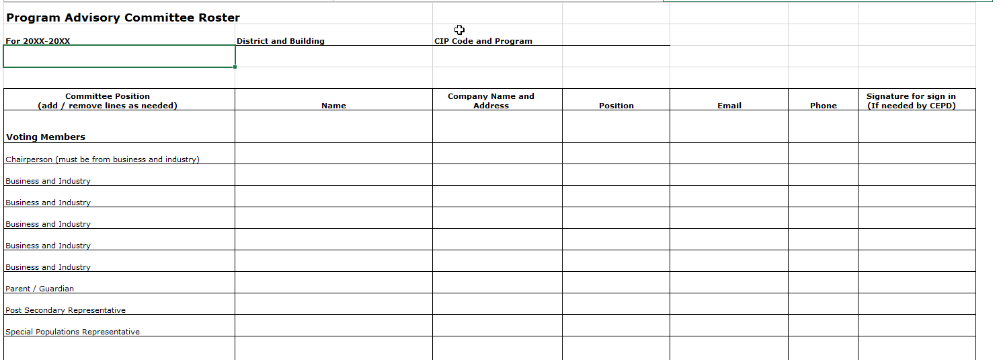 Program Advisory Committee Roster
For 20XX-20XX District and Building CIP Code and Program
Committee Position
(add / remove lines as needed)
Name
Company Name and
Address
Position
Email
Phone
Signature for sign in
(If needed by CEPD)
Voting Members
Chairperson (must be from business and industry)
Business and Industry
Business and Industry
Business and Industry
Business and Industry
Business and Industry
Parent / Guardian
Post Secondary Representative
Special Populations Representative